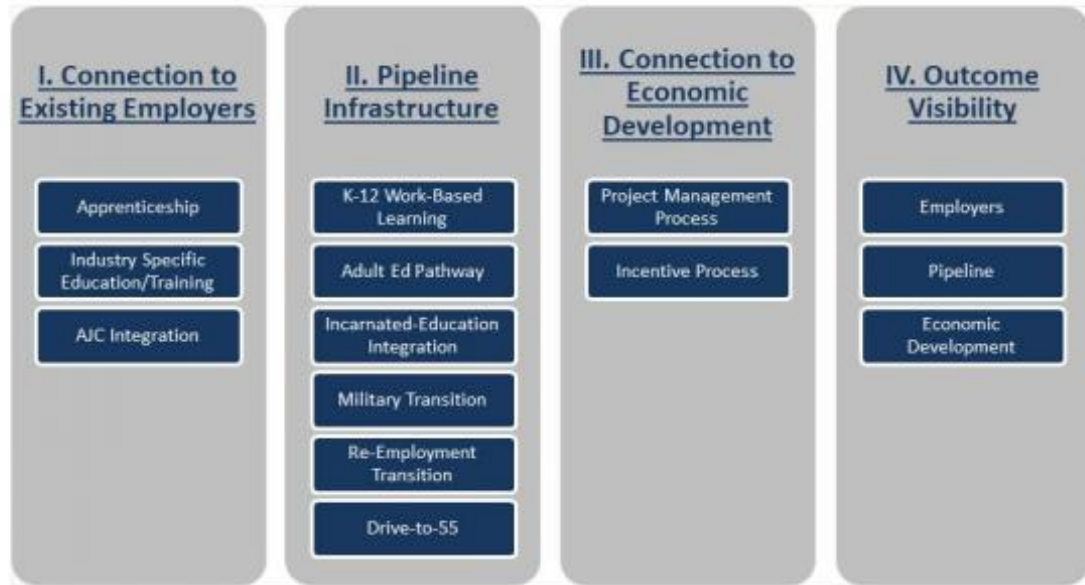 I. Connection to
Existing Employers
Apprenticeship
Industry Specific
Education/Training
AJC Integration
II. Pipeline
Infrastructure
K-12 Work-Based
Learning
Adult Ed Pathway
Incarnated-Education
Integration
Military Transition
Re-Employment
Transition
Drive-to-55
III. Connection to
Economic
Development
Project Management
Process
Incentive Process
IV. Outcome
Visibility
Employers
Pipeline
Economic
Development